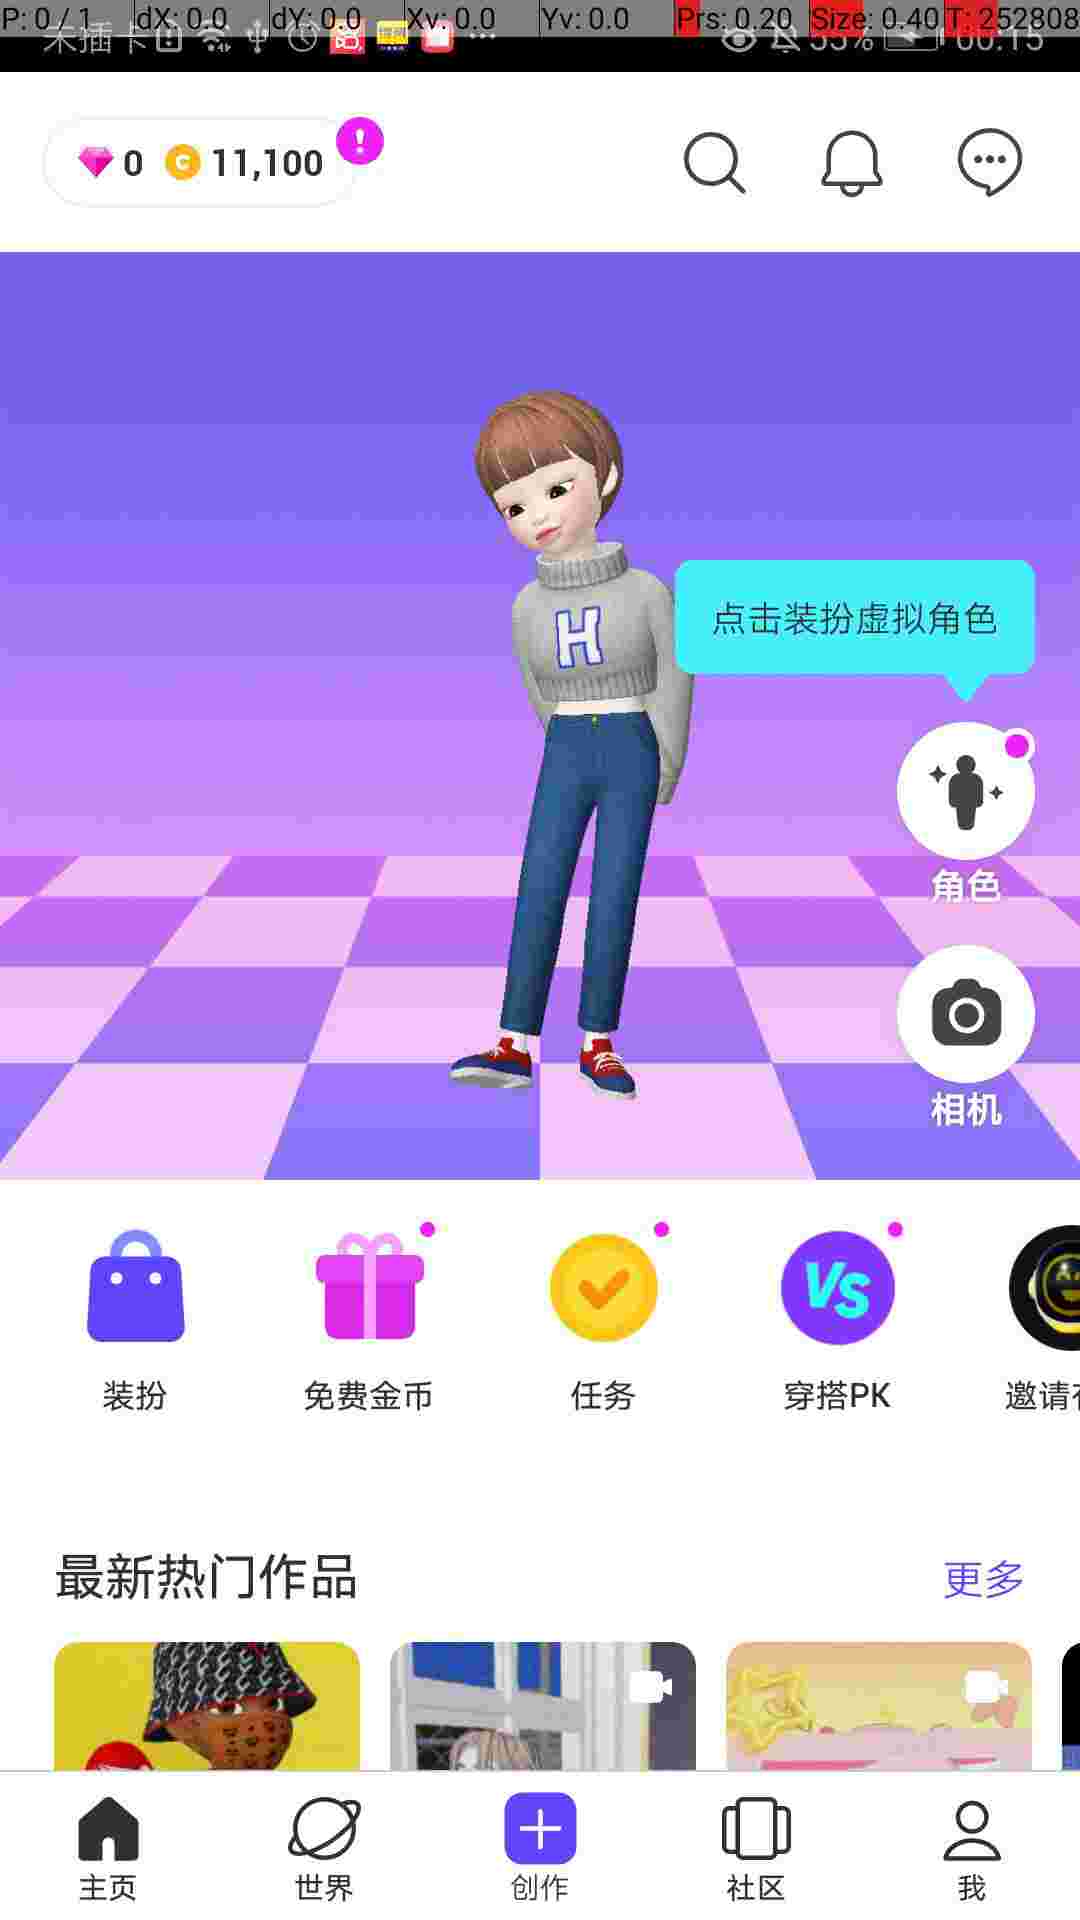 P: 0 / 1 dX: 0.0 dY: 0.0 Xv: 0.0 Yv: 0.0 Prs: 0.20 Size: 0.40 T: 252808
未插卡 53% 00:15
0 C 11,100 !
H
点击装扮虚拟角色
角色
相机
VS
装扮 免费金币 任务 穿搭PK 邀请
最新热门作品 更多
主页 世界 创作 社区 我